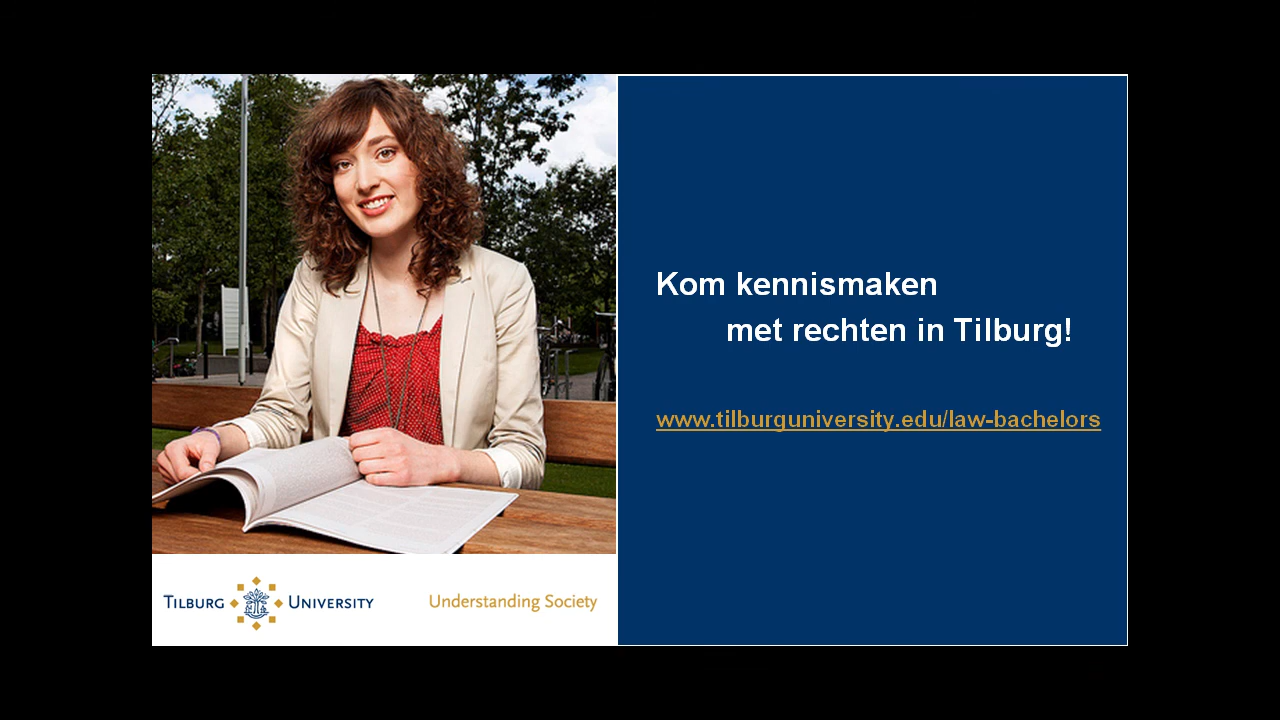 Kom kennismaken
met rechten in Tilburg!
www.tilburguniversity.edu/law-bachelors
TILBURG UNIVERSITY
Understanding Society